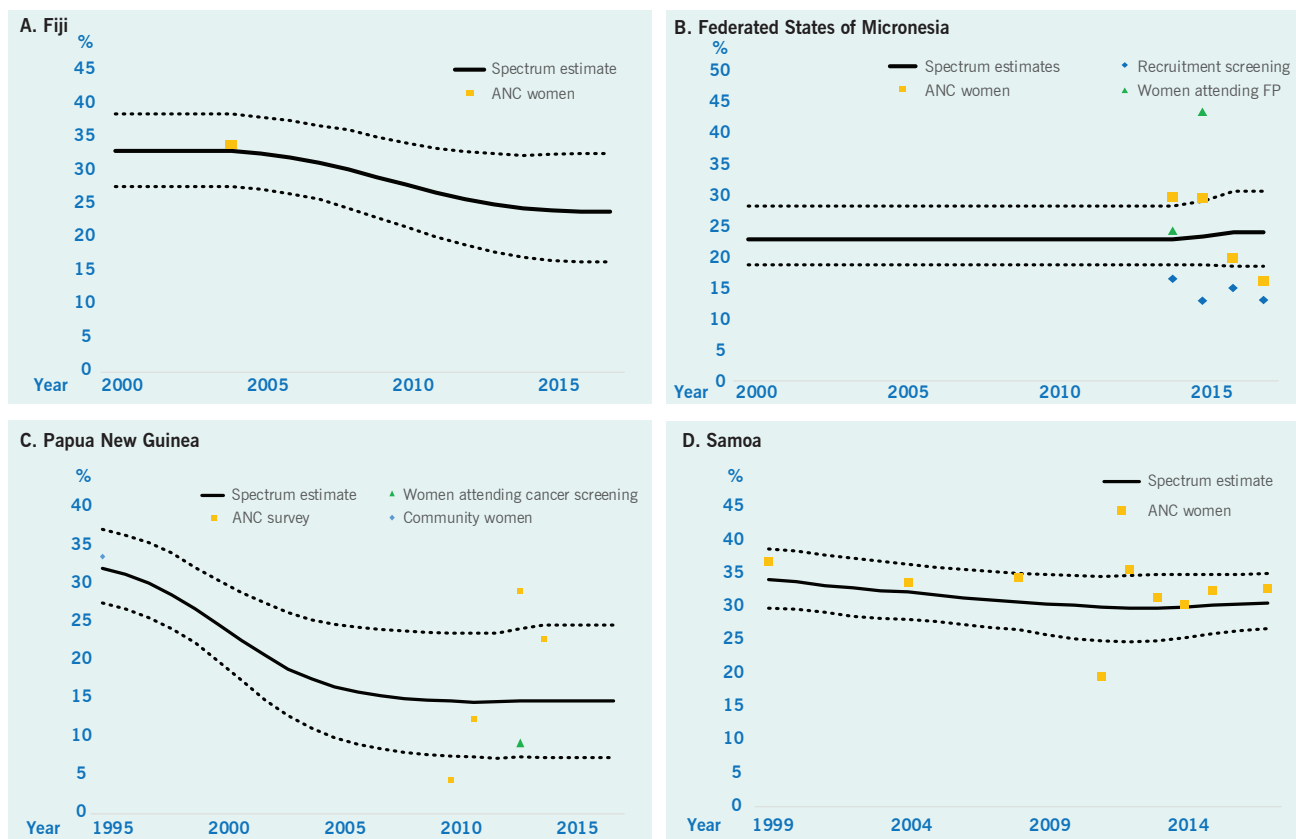 A. Fiji
%
45
40
35
30
25
20
15
10
5
0
Spectrum estimate
ANC women
Year 2000 2005 2010 2015
B. Federated States of Micronesia
%
50
45
40
35
30
25
20
15
10
5
0
Spectrum estimates
Recruitment screening
ANC women
Women attending FP
Year 2000 2005 2010 2015
C. Papua New Guinea
%
40
35
30
25
20
15
10
5
0
Spectrum estimate
Women attending cancer screening
ANC survey
Community women
Year 1995 2000 2005 2010 2015
D. Samoa
%
45
40
35
30
25
20
15
10
5
0
Spectrum estimate
ANC women
Year 1999 2004 2009 2014